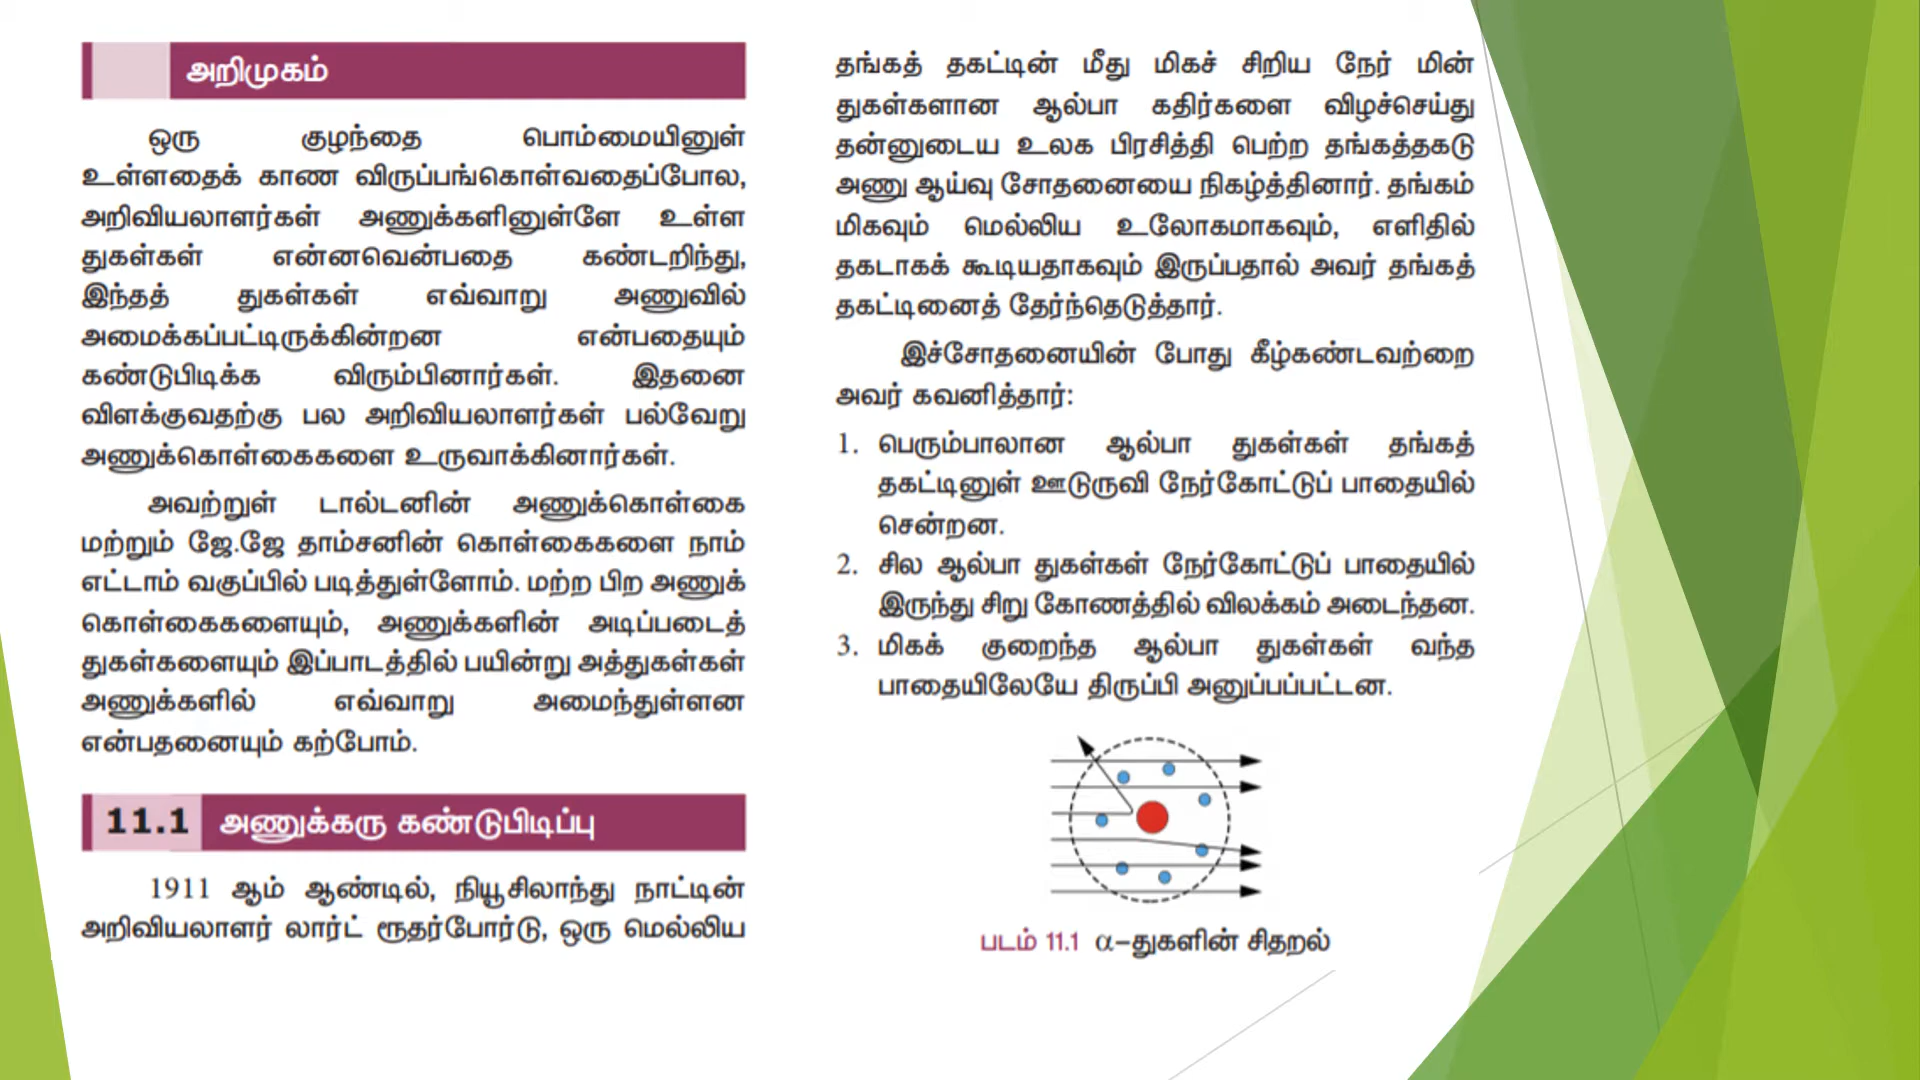 அறிமுகம்
ஒரு குழந்தை பொம்மையினுள்
உள்ளதைக் காண விருப்பங்கொள்வதைப்போல,
அறிவியலாளர்கள் அணுக்களினுள்ளே உள்ள
துகள்கள் என்னவென்பதை கண்டறிந்து,
இந்தத் துகள்கள் எவ்வாறு அணுவில்
அமைக்கப்பட்டிருக்கின்றன என்பதையும்
கண்டுபிடிக்க விரும்பினார்கள். இதனை
விளக்குவதற்கு பல அறிவியலாளர்கள் பல்வேறு
அணுக்கொள்கைகளை உருவாக்கினார்கள்.
அவற்றுள் டால்டனின் அணுக்கொள்கை
மற்றும் ஜே.ஜே தாம்சனின் கொள்கைகளை நாம்
எட்டாம் வகுப்பில் படித்துள்ளோம். மற்ற பிற அணுக்
கொள்கைகளையும், அணுக்களின் அடிப்படைத்
துகள்களையும் இப்பாடத்தில் பயின்று அத்துகள்கள்
அணுக்களில் எவ்வாறு அமைந்துள்ளன
என்பதனையும் கற்போம்.
11.1 அணுக்கரு கண்டுபிடிப்பு
1911 ஆம் ஆண்டில், நியூசிலாந்து நாட்டின்
அறிவியலாளர் லார்ட் ரூதர்போர்டு, ஒரு மெல்லிய
தங்கத் தகட்டின் மீது மிகச் சிறிய நேர் மின்
துகள்களான ஆல்பா கதிர்களை விழச்செய்து
தன்னுடைய உலக பிரசித்தி பெற்ற தங்கத்தகடு
அணு ஆய்வு சோதனையை நிகழ்த்தினார். தங்கம்
மிகவும் மெல்லிய உலோகமாகவும், எளிதில்
தகடாகக் கூடியதாகவும் இருப்பதால் அவர் தங்கத்
தகட்டினைத் தேர்ந்தெடுத்தார்.
இச்சோதனையின் போது கீழ்கண்டவற்றை
அவர் கவனித்தார்:
1. பெரும்பாலான ஆல்பா துகள்கள் தங்கத்
தகட்டினுள் ஊடுருவி நேர்கோட்டுப் பாதையில்
சென்றன.
2. சில ஆல்பா துகள்கள் நேர்கோட்டுப் பாதையில்
இருந்து சிறு கோணத்தில் விலக்கம் அடைந்தன.
3. மிகக் குறைந்த ஆல்பா துகள்கள் வந்த
பாதையிலேயே திருப்பி அனுப்பப்பட்டன.
படம் 11.1 α–துகளின் சிதறல்